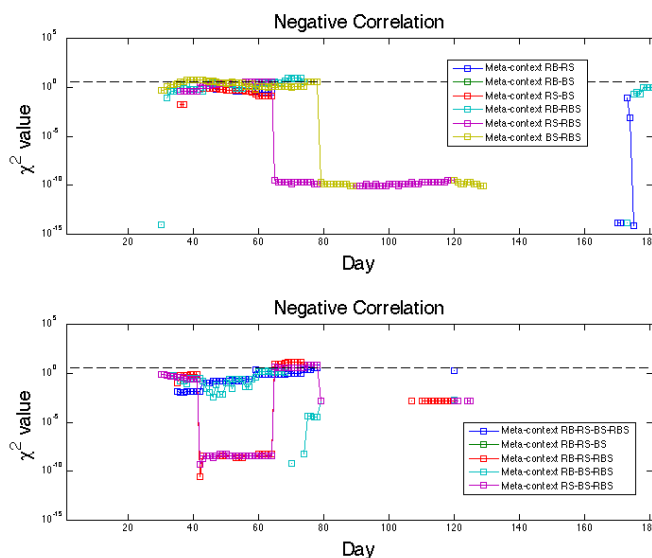 Negative Correlation
10^5
10^0
10^-5
10^-10
10^-15
χ² value
Meta-context RB-RS
Meta-context RB-BS
Meta-context RS-BS
Meta-context RB-RBS
Meta-context RS-RBS
Meta-context BS-RBS
20 40 60 80 100 120 140 160 180
Day
Negative Correlation
10^5
10^0
10^-5
10^-10
10^-15
χ² value
Meta-context RB-RS-BS-RBS
Meta-context RB-RS-BS
Meta-context RB-RS-RBS
Meta-context RB-BS-RBS
Meta-context RS-BS-RBS
20 40 60 80 100 120 140 160 180
Day